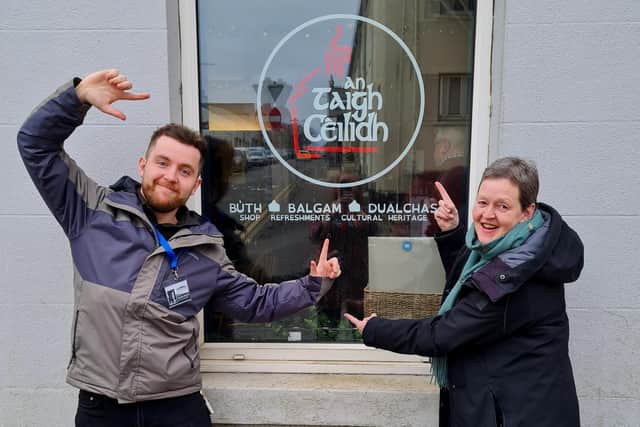 an
taigh
cèilidh
BÙTH BALGAM DUALCHAS
SHOP REFRESHMENTS CULTURAL HERITAGE